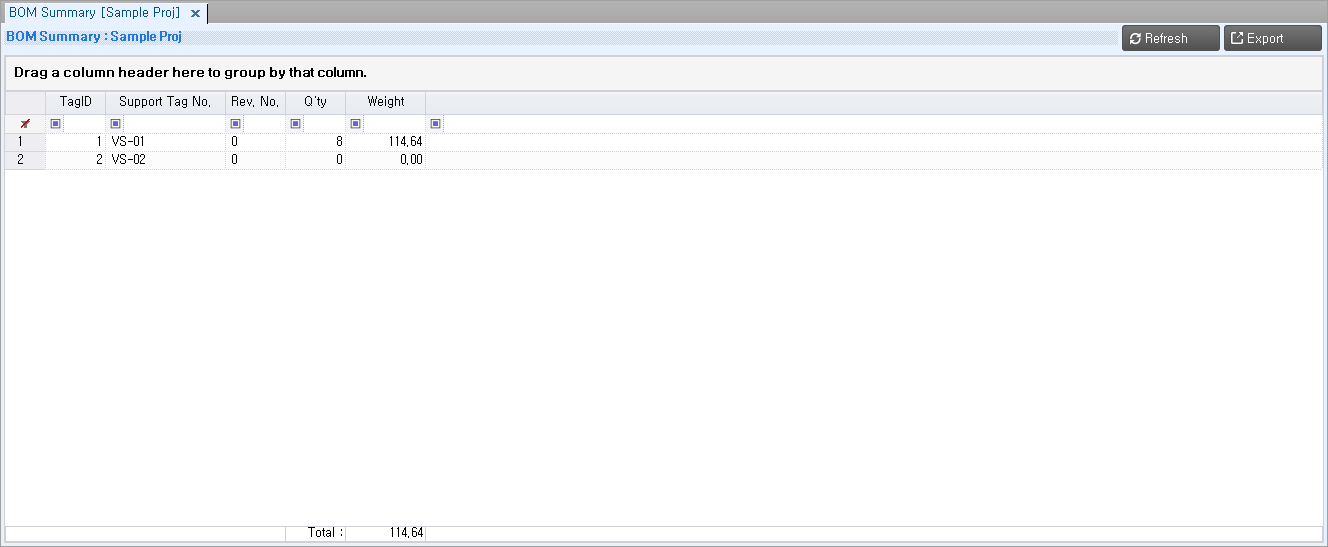 BOM Summary [Sample Proj] x
BOM Summary : Sample Proj Refresh Export
Drag a column header here to group by that column.
TagID Support Tag No. Rev. No. Q'ty Weight
1 1 VS-01 0 8 114.64
2 2 VS-02 0 0 0.00
Total : 114.64